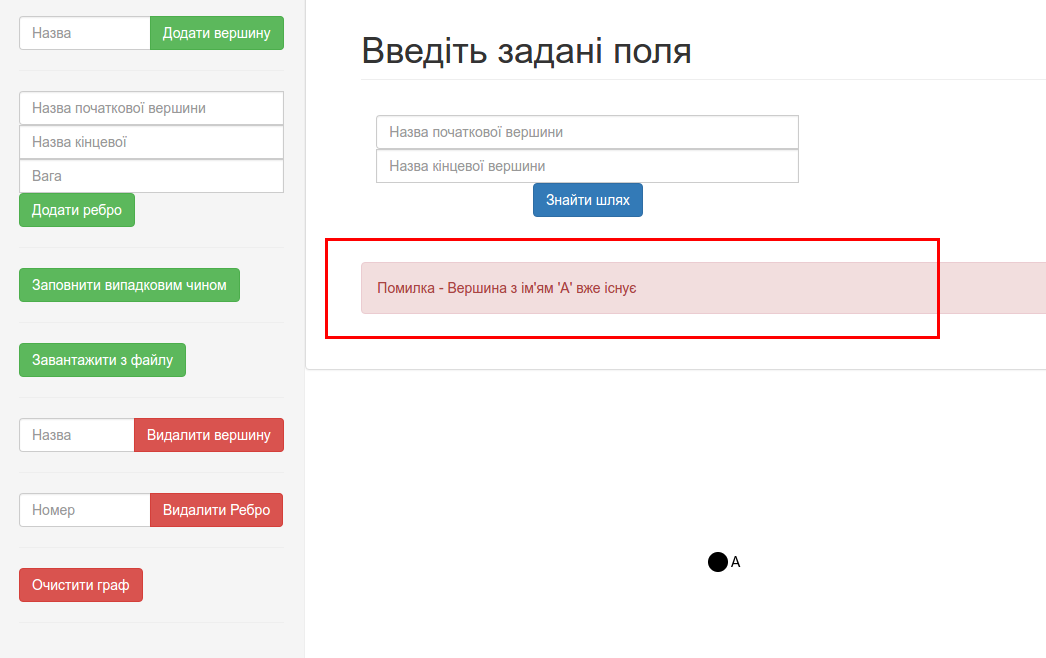 Назва
Додати вершину
Назва початкової вершини
Назва кінцевої
Вага
Додати ребро
Заповнити випадковим чином
Завантажити з файлу
Назва
Видалити вершину
Номер
Видалити Ребро
Очистити граф
Введіть задані поля
Назва початкової вершини
Назва кінцевої вершини
Знайти шлях
Помилка - Вершина з ім'ям 'A' вже існує
A